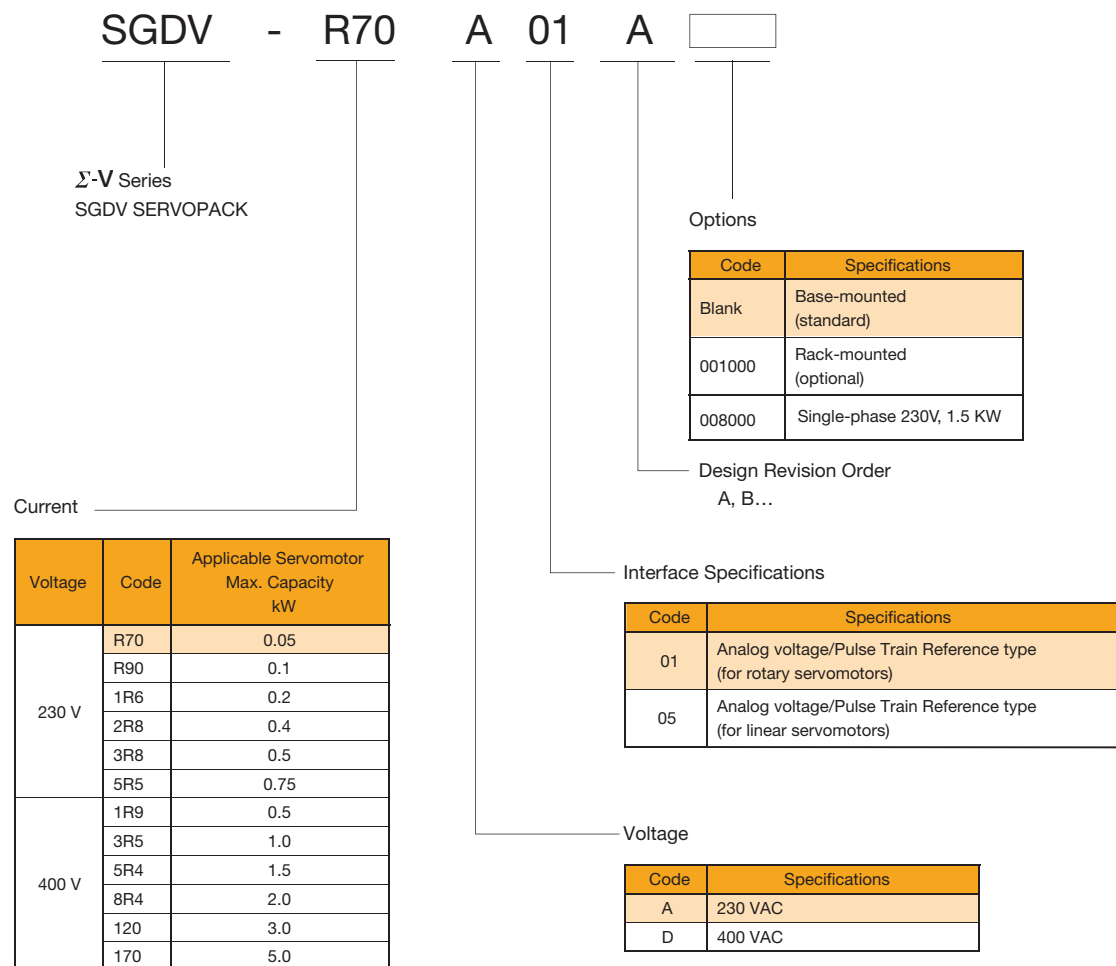 SGDV - R70 A 01 A
Σ-V Series
SGDV SERVOPACK
Options
Code Specifications
Blank Base-mounted
(standard)
001000 Rack-mounted
(optional)
008000 Single-phase 230V, 1.5 KW
Design Revision Order
A, B…
Current
Voltage Code Applicable Servomotor
Max. Capacity
kW
230 V
R70 0.05
R90 0.1
1R6 0.2
2R8 0.4
3R8 0.5
5R5 0.75
400 V
1R9 0.5
3R5 1.0
5R4 1.5
8R4 2.0
120 3.0
170 5.0
Interface Specifications
Code Specifications
01 Analog voltage/Pulse Train Reference type
(for rotary servomotors)
05 Analog voltage/Pulse Train Reference type
(for linear servomotors)
Voltage
Code Specifications
A 230 VAC
D 400 VAC